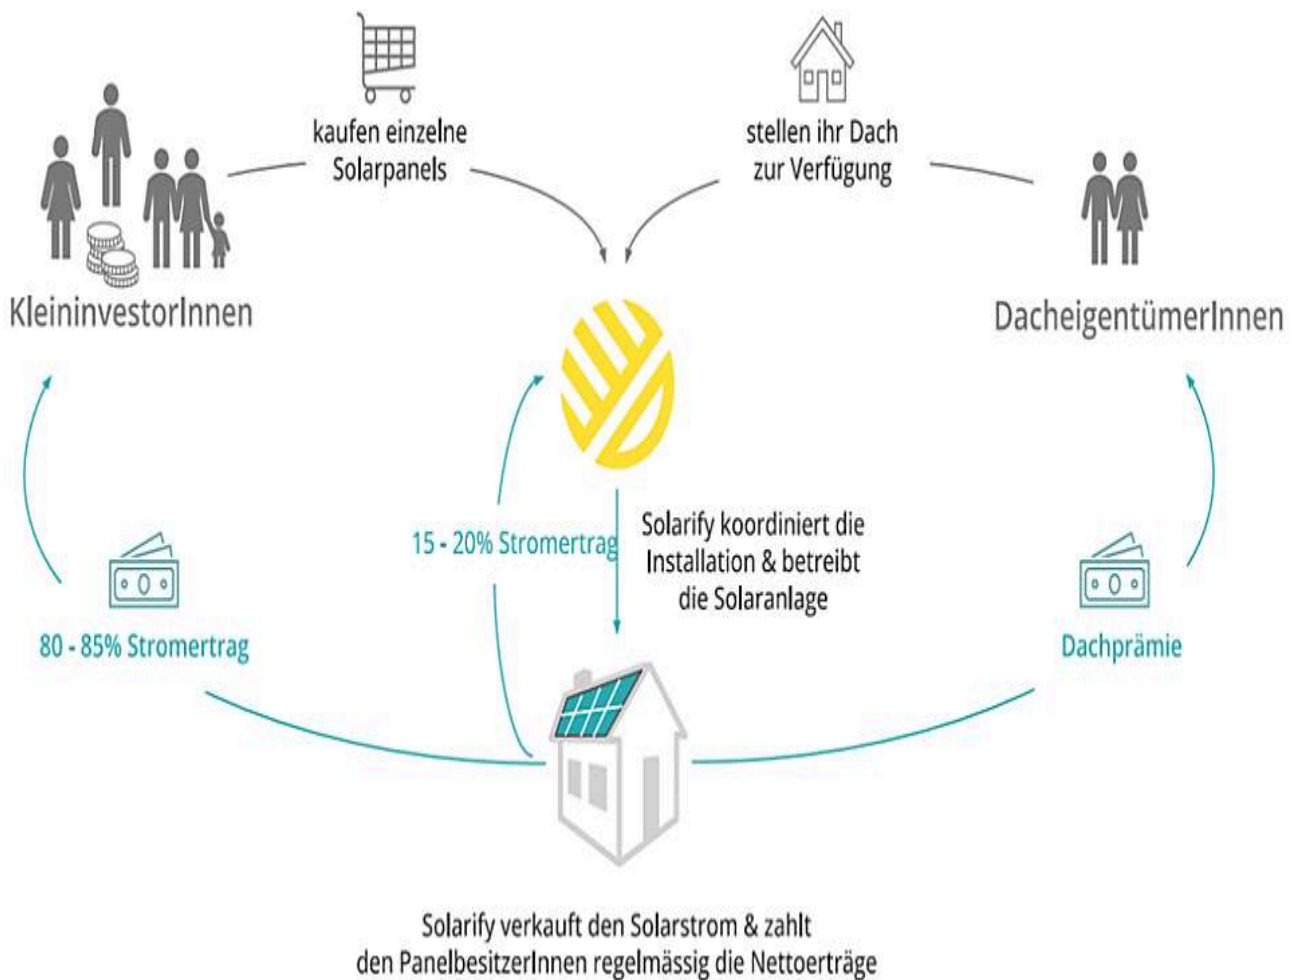 kaufen einzelne
Solarpanels
stellen ihr Dach
zur Verfügung
KleininvestorInnen
DacheigentümerInnen
15 - 20% Stromertrag
Solarify koordiniert die
Installation & betreibt
die Solaranlage
80 - 85% Stromertrag
Dachprämie
Solarify verkauft den Solarstrom & zahlt
den PanelbesitzerInnen regelmässig die Nettoerträge